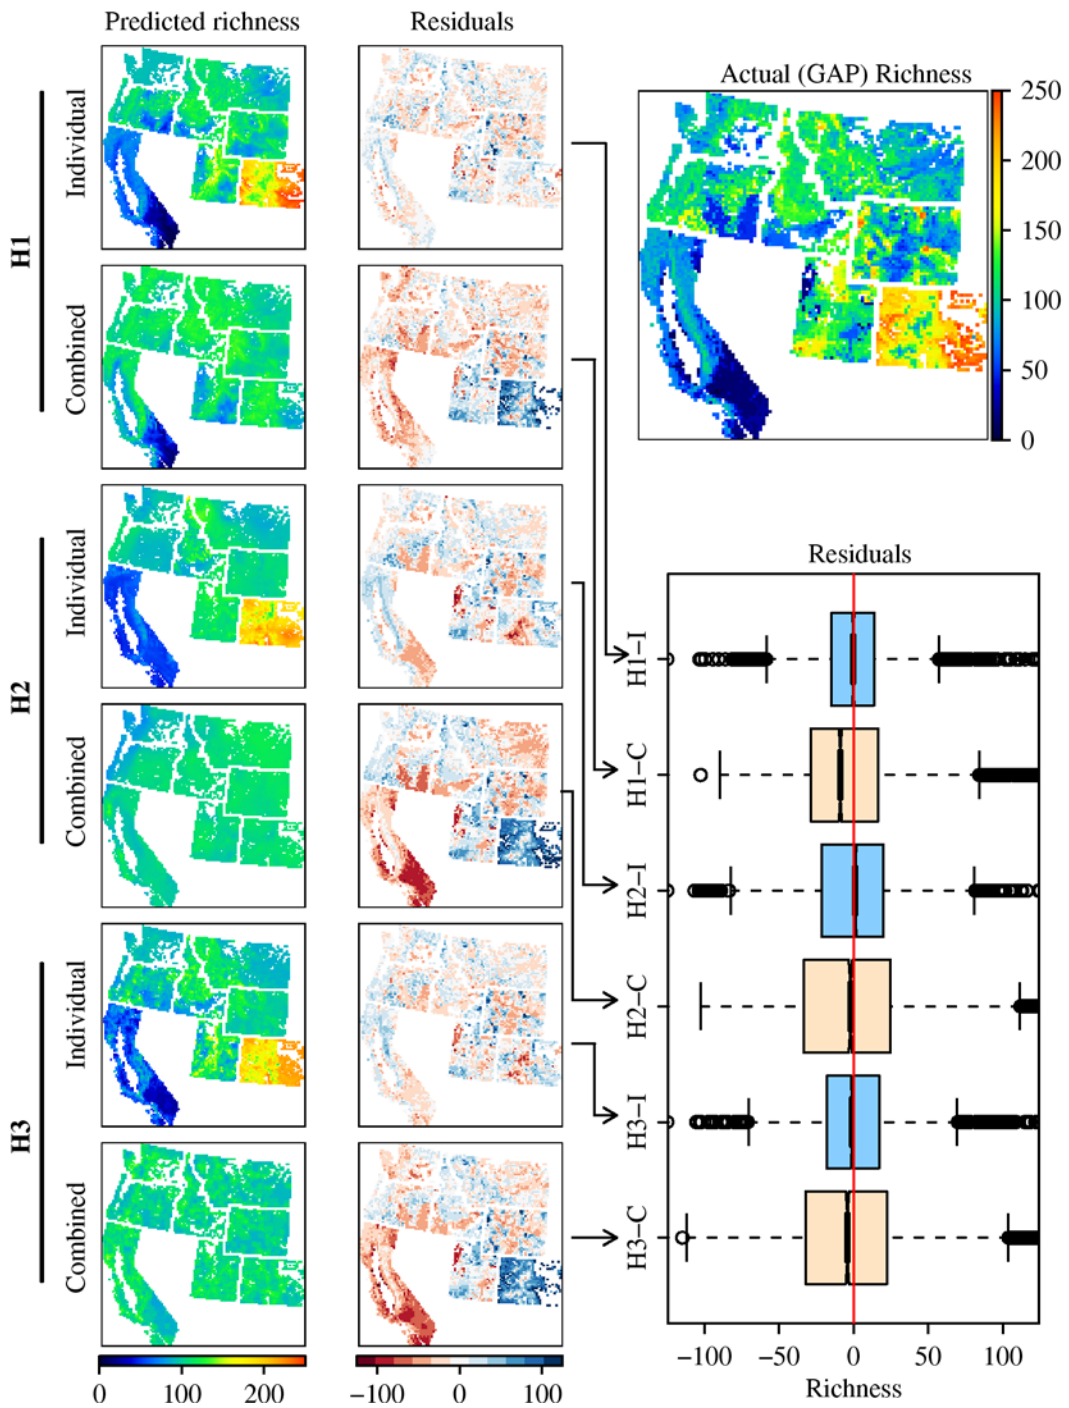 Predicted richness
Residuals
Actual (GAP) Richness
H1
Individual
Combined
H2
Individual
Combined
H3
Individual
Combined
250
200
150
100
50
0
Residuals
H1−I
H1−C
H2−I
H2−C
H3−I
H3−C
−100 −50 0 50 100
Richness
0 100 200
−100 0 100